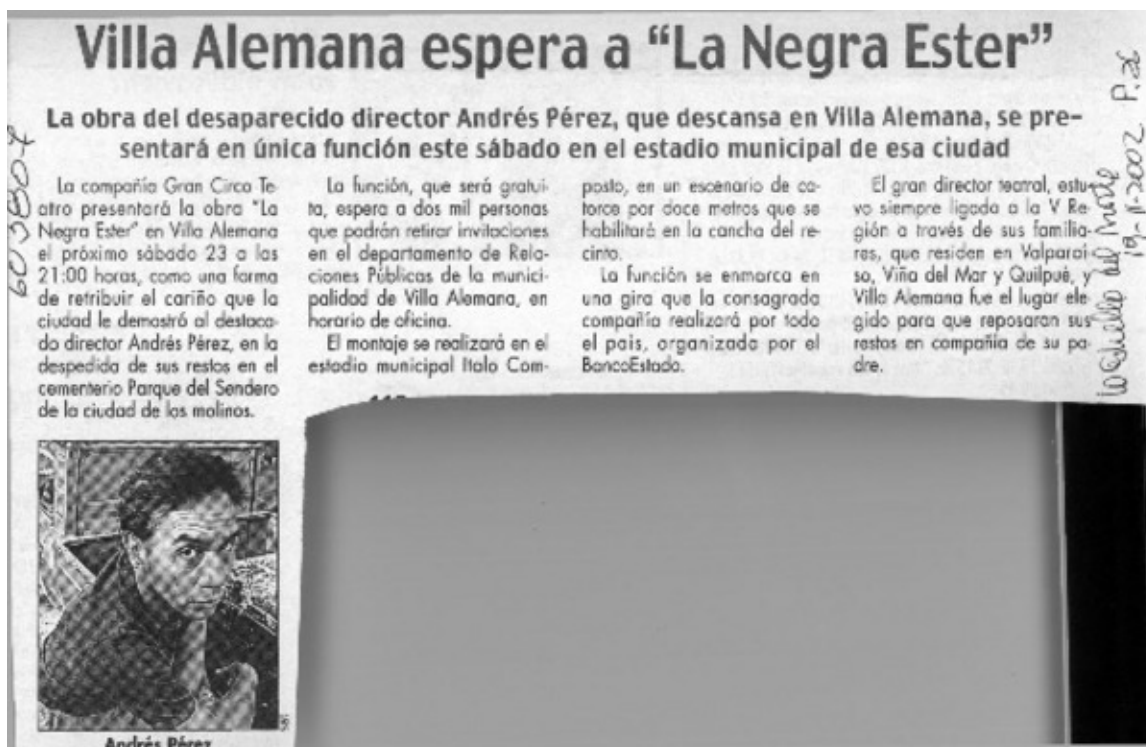 Villa Alemana espera a “La Negra Ester”
La obra del desaparecido director Andrés Pérez, que descansa en Villa Alemana, se pre-
sentará en única función este sábado en el estadio municipal de esa ciudad
La compañía Gran Circo Te-
atro presentará la obra "La
Negra Ester" en Villa Alemana
el próximo sábado 23 a las
21:00 horas, como una forma
de retribuir el cariño que la
ciudad le demostró al destaca-
do director Andrés Pérez, en la
despedida de sus restos en el
cementerio Parque del Sendero
de la ciudad de los molinos.
Andrés Pérez
La función, que será gratui-
ta, espera a dos mil personas
que podrán retirar invitaciones
en el departamento de Rela-
ciones Públicas de la munici-
palidad de Villa Alemana, en
horario de oficina.
El montaje se realizará en el
estadio municipal Italo Com-
posto, en un escenario de ca-
torce por doce metros que se
habilitará en la cancha del re-
cinto.
La función se enmarca en
una gira que la consagrada
compañía realizará por todo
el país, organizada por el
BancoEstado.
El gran director teatral, estu-
vo siempre ligado a la V Re-
gión a través de sus familia-
res, que residen en Valparaí-
so, Viña del Mar y Quilpué, y
Villa Alemana fue el lugar ele-
gido para que reposaran sus
restos en compañía de su pa-
dre.